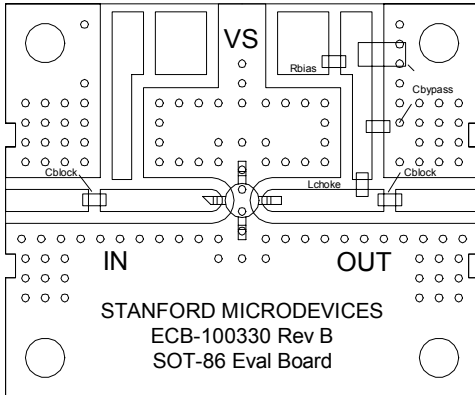 VS
Rbias
Cbypass
Cblock
Lchoke
Cblock
IN
OUT
STANFORD MICRODEVICES
ECB-100330 Rev B
SOT-86 Eval Board